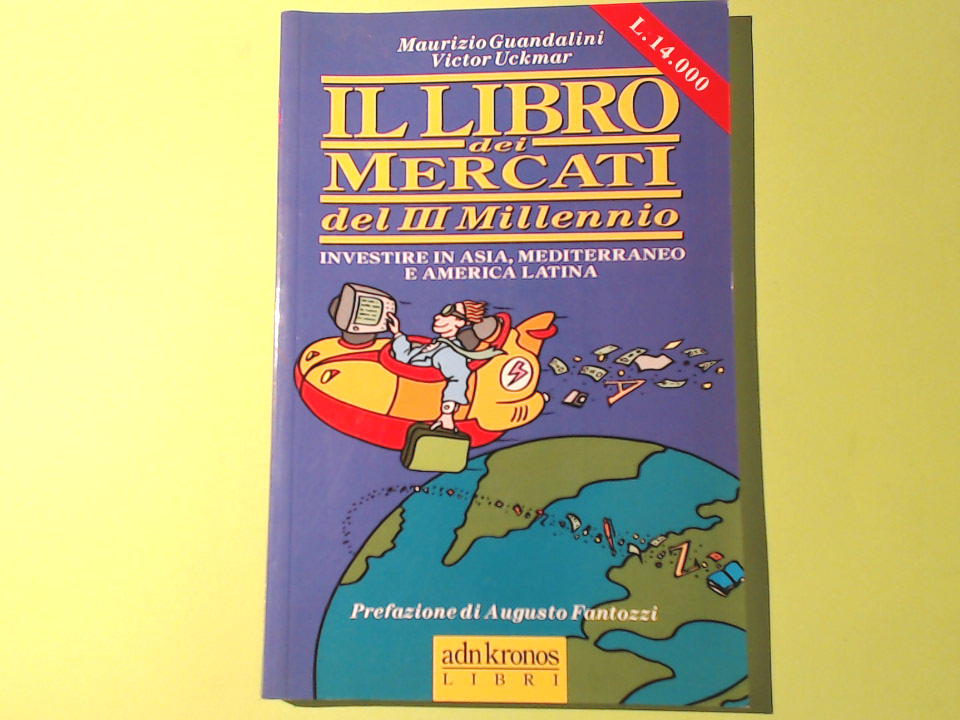 Maurizio Guandalini
Victor Uckmar
L. 14.000
IL LIBRO
dei
MERCATI
del III Millennio
INVESTIRE IN ASIA, MEDITERRANEO
E AMERICA LATINA
A
Z
Prefazione di Augusto Fantozzi
adnkronos
LIBRI